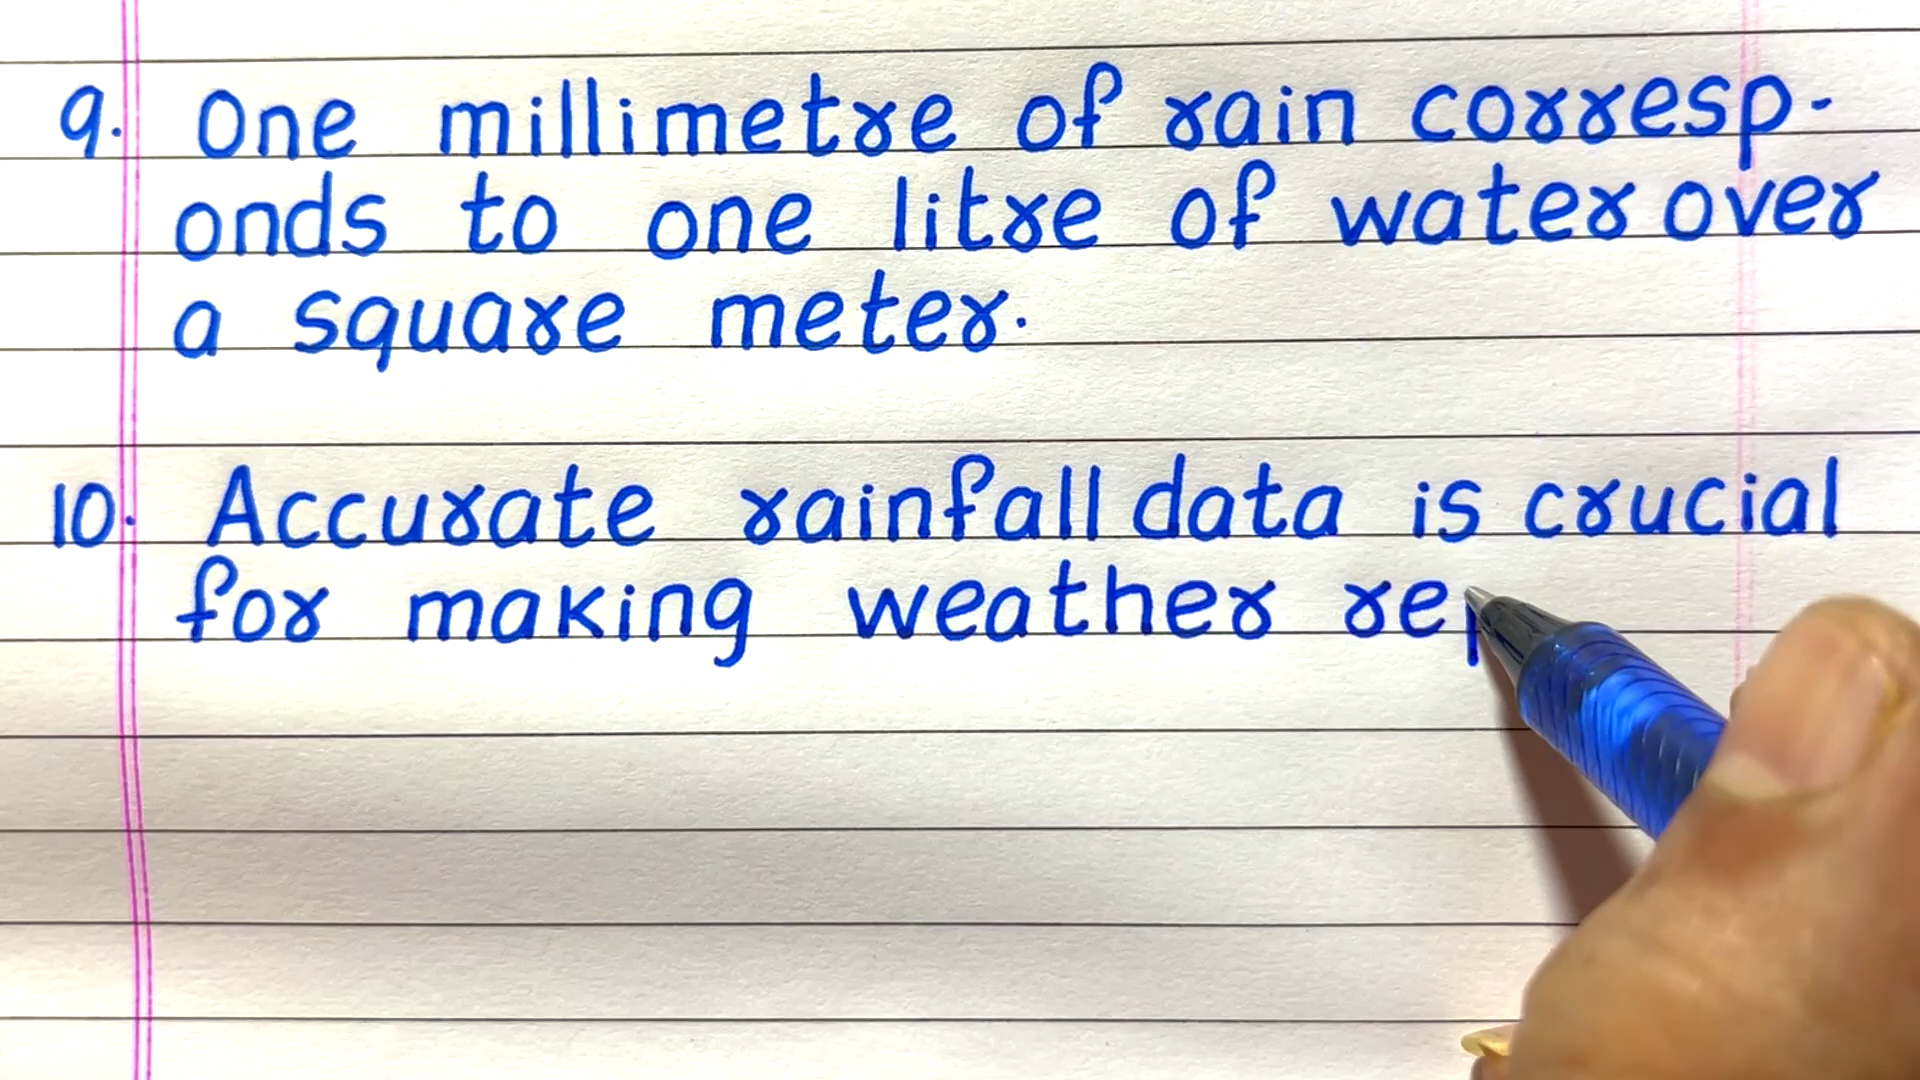 9. One millimetre of rain corresp-
onds to one litre of water over
a square meter.
10. Accurate rainfall data is crucial
for making weather rep